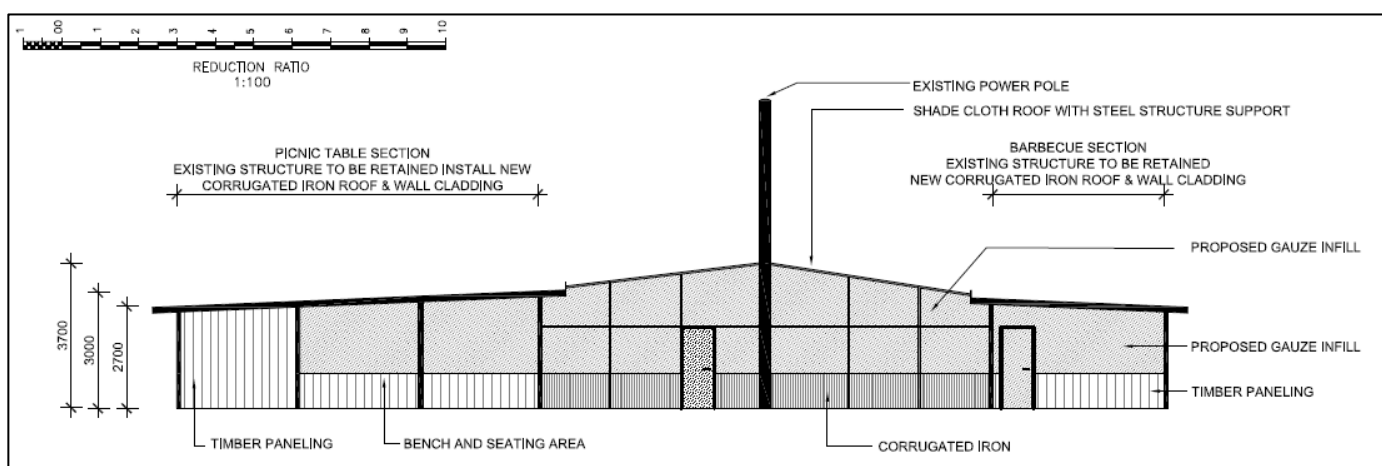 1 00 1 2 3 4 5 6 7 8 9 10
REDUCTION RATIO
1:100
EXISTING POWER POLE
SHADE CLOTH ROOF WITH STEEL STRUCTURE SUPPORT
PICNIC TABLE SECTION
EXISTING STRUCTURE TO BE RETAINED INSTALL NEW
CORRUGATED IRON ROOF & WALL CLADDING
BARBECUE SECTION
EXISTING STRUCTURE TO BE RETAINED
NEW CORRUGATED IRON ROOF & WALL CLADDING
PROPOSED GAUZE INFILL
3700
3000
2700
PROPOSED GAUZE INFILL
TIMBER PANELING
TIMBER PANELING
BENCH AND SEATING AREA
CORRUGATED IRON